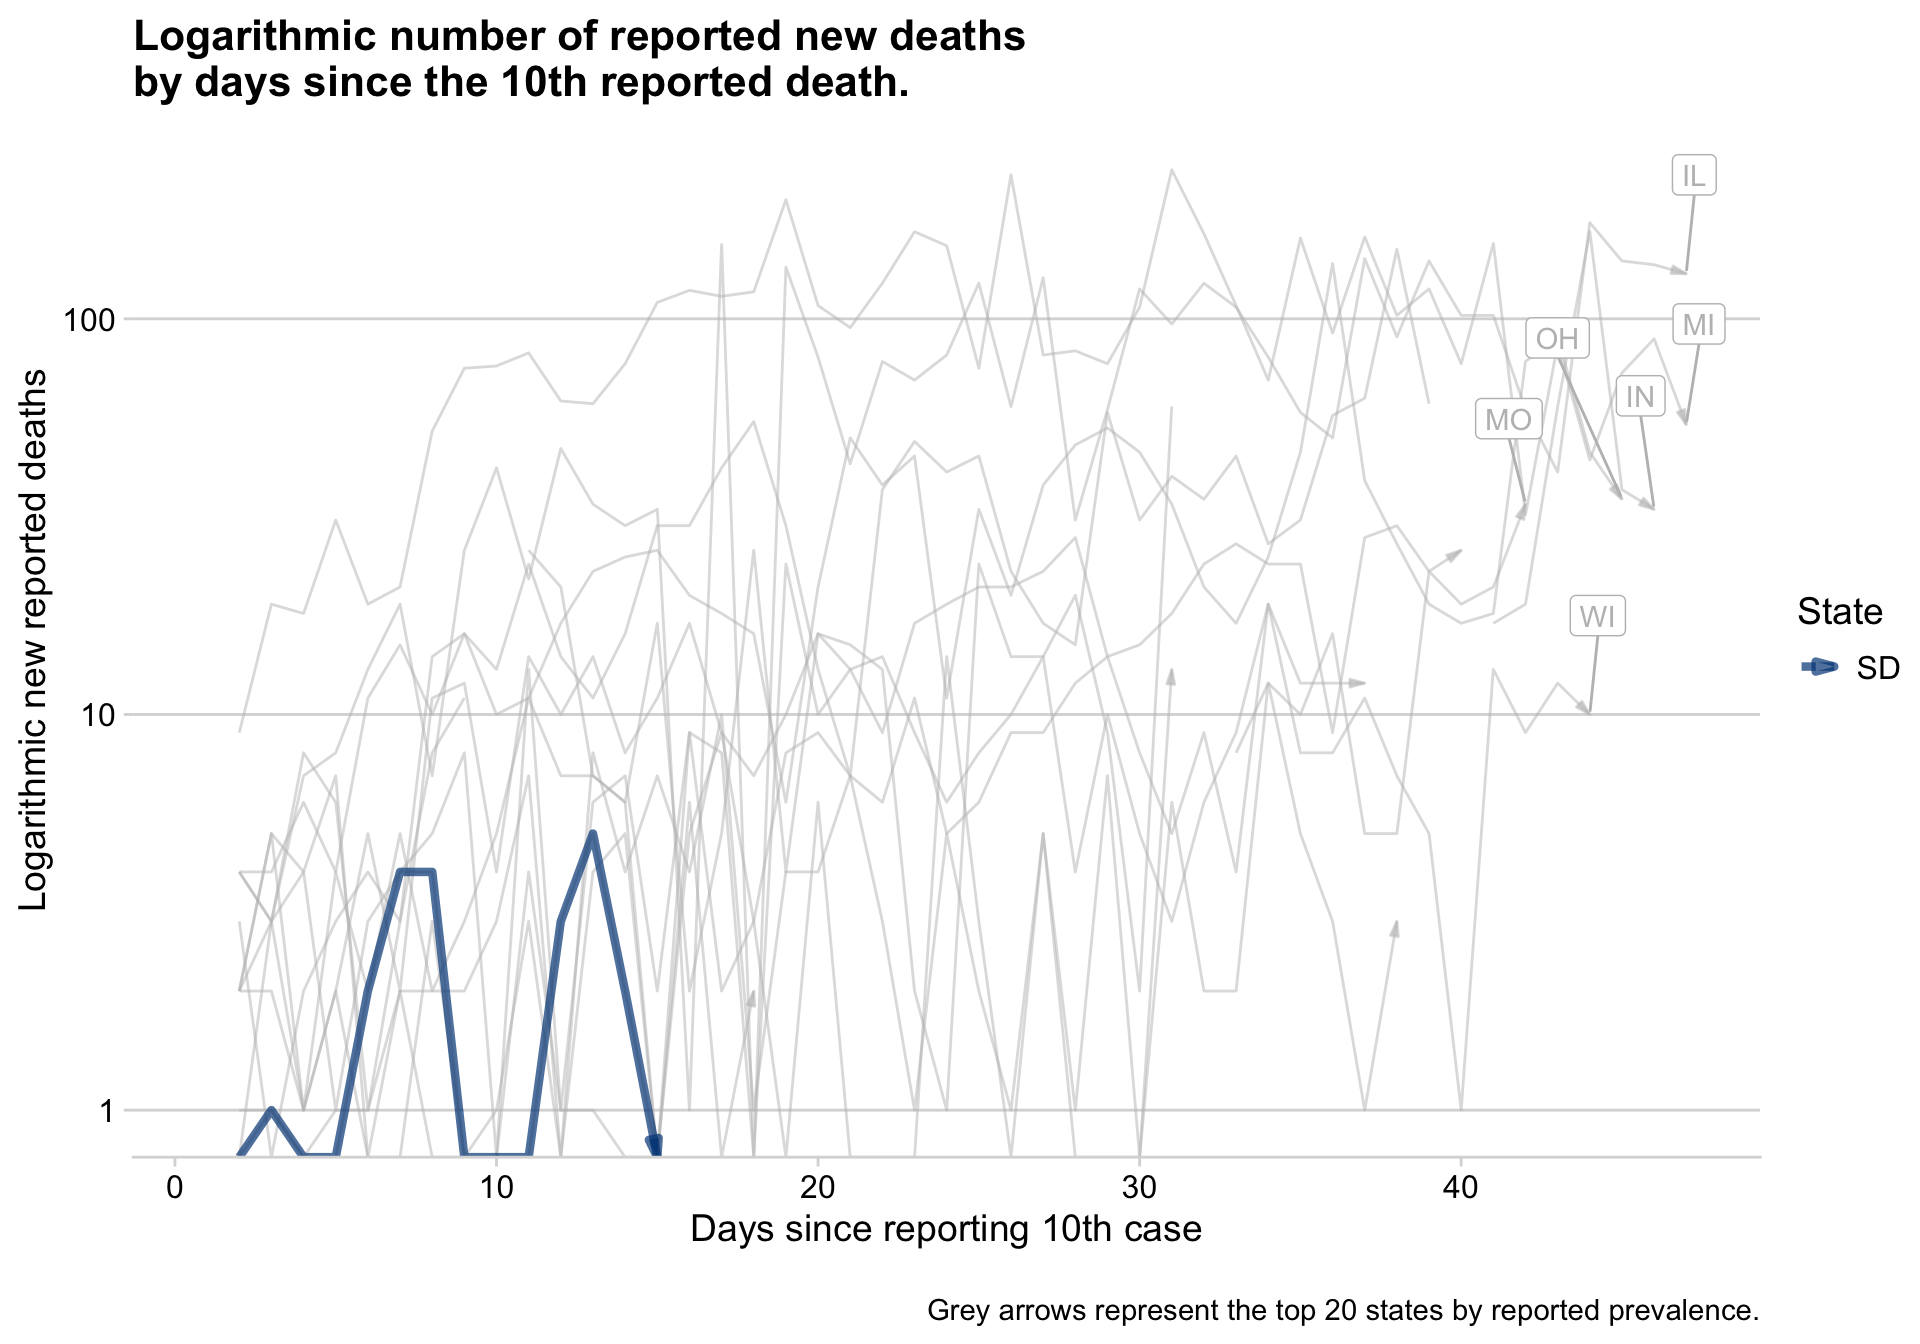 Logarithmic number of reported new deaths
by days since the 10th reported death.
IL
MI
OH
IN
MO
WI
100
10
1
Logarithmic new reported deaths
State
SD
0
10
20
30
40
Days since reporting 10th case
Grey arrows represent the top 20 states by reported prevalence.